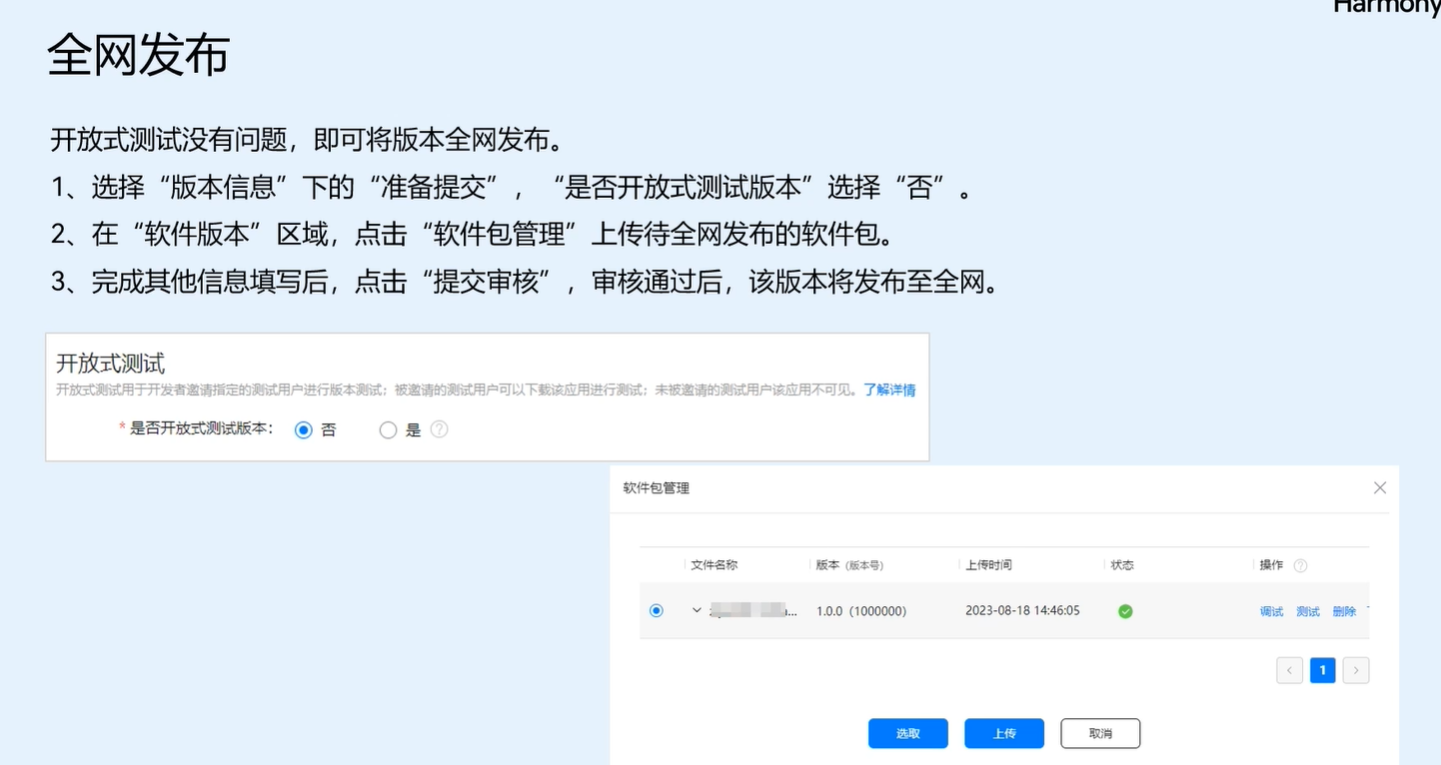 Harmony
全网发布
开放式测试没有问题，即可将版本全网发布。
1、选择“版本信息”下的“准备提交”，“是否开放式测试版本”选择“否”。
2、在“软件版本”区域，点击“软件包管理”上传待全网发布的软件包。
3、完成其他信息填写后，点击“提交审核”，审核通过后，该版本将发布至全网。
开放式测试
开放式测试用于开发者邀请指定的测试用户进行版本测试；被邀请的测试用户可以下载该应用进行测试；未被邀请的测试用户该应用不可见。了解详情
*是否开放式测试版本： 否 是
软件包管理
文件名称 版本（版本号） 上传时间 状态 操作
... 1.0.0（1000000） 2023-08-18 14:46:05 调试 测试 删除
1
选取 上传 取消